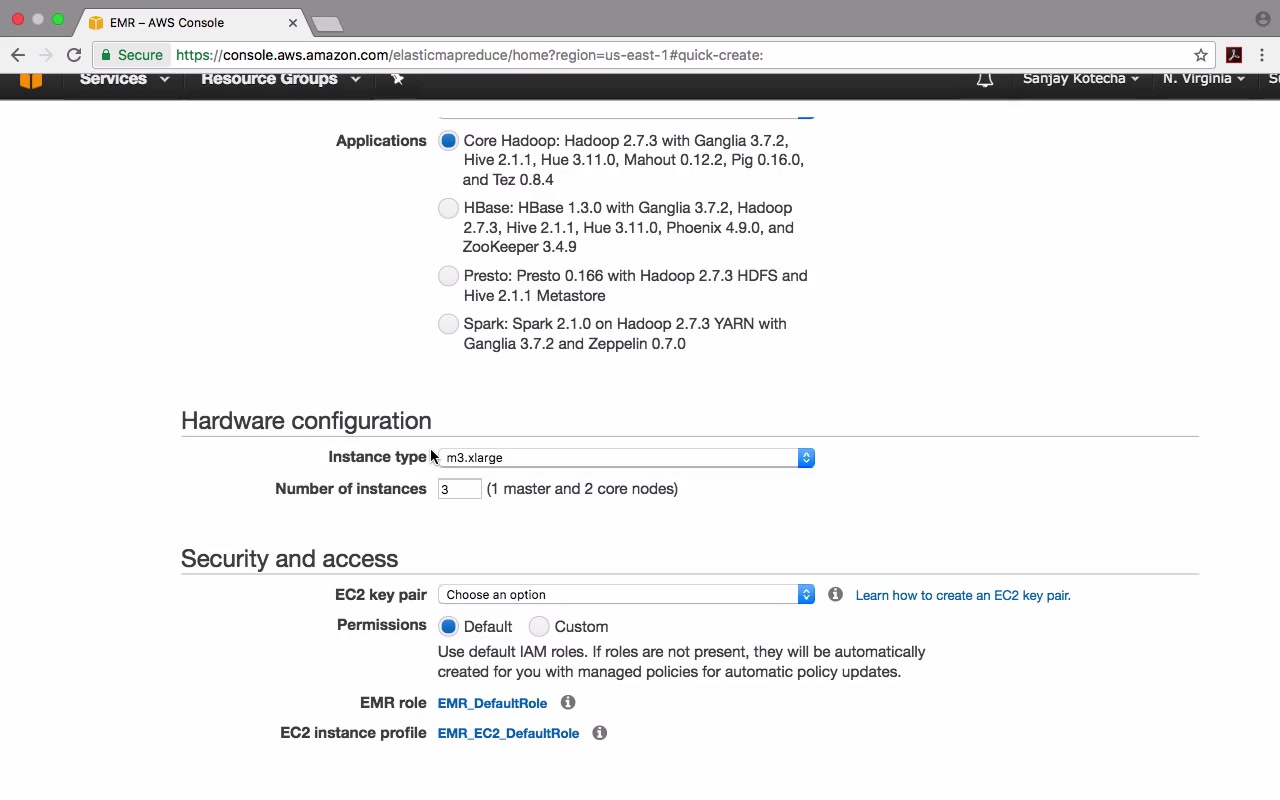 EMR – AWS Console
Secure https://console.aws.amazon.com/elasticmapreduce/home?region=us-east-1#quick-create:
Services Resource Groups Sanjay Kotecha N. Virginia
Applications Core Hadoop: Hadoop 2.7.3 with Ganglia 3.7.2,
Hive 2.1.1, Hue 3.11.0, Mahout 0.12.2, Pig 0.16.0,
and Tez 0.8.4
HBase: HBase 1.3.0 with Ganglia 3.7.2, Hadoop
2.7.3, Hive 2.1.1, Hue 3.11.0, Phoenix 4.9.0, and
ZooKeeper 3.4.9
Presto: Presto 0.166 with Hadoop 2.7.3 HDFS and
Hive 2.1.1 Metastore
Spark: Spark 2.1.0 on Hadoop 2.7.3 YARN with
Ganglia 3.7.2 and Zeppelin 0.7.0
Hardware configuration
Instance type m3.xlarge
Number of instances 3 (1 master and 2 core nodes)
Security and access
EC2 key pair Choose an option Learn how to create an EC2 key pair.
Permissions Default Custom
Use default IAM roles. If roles are not present, they will be automatically
created for you with managed policies for automatic policy updates.
EMR role EMR_DefaultRole
EC2 instance profile EMR_EC2_DefaultRole